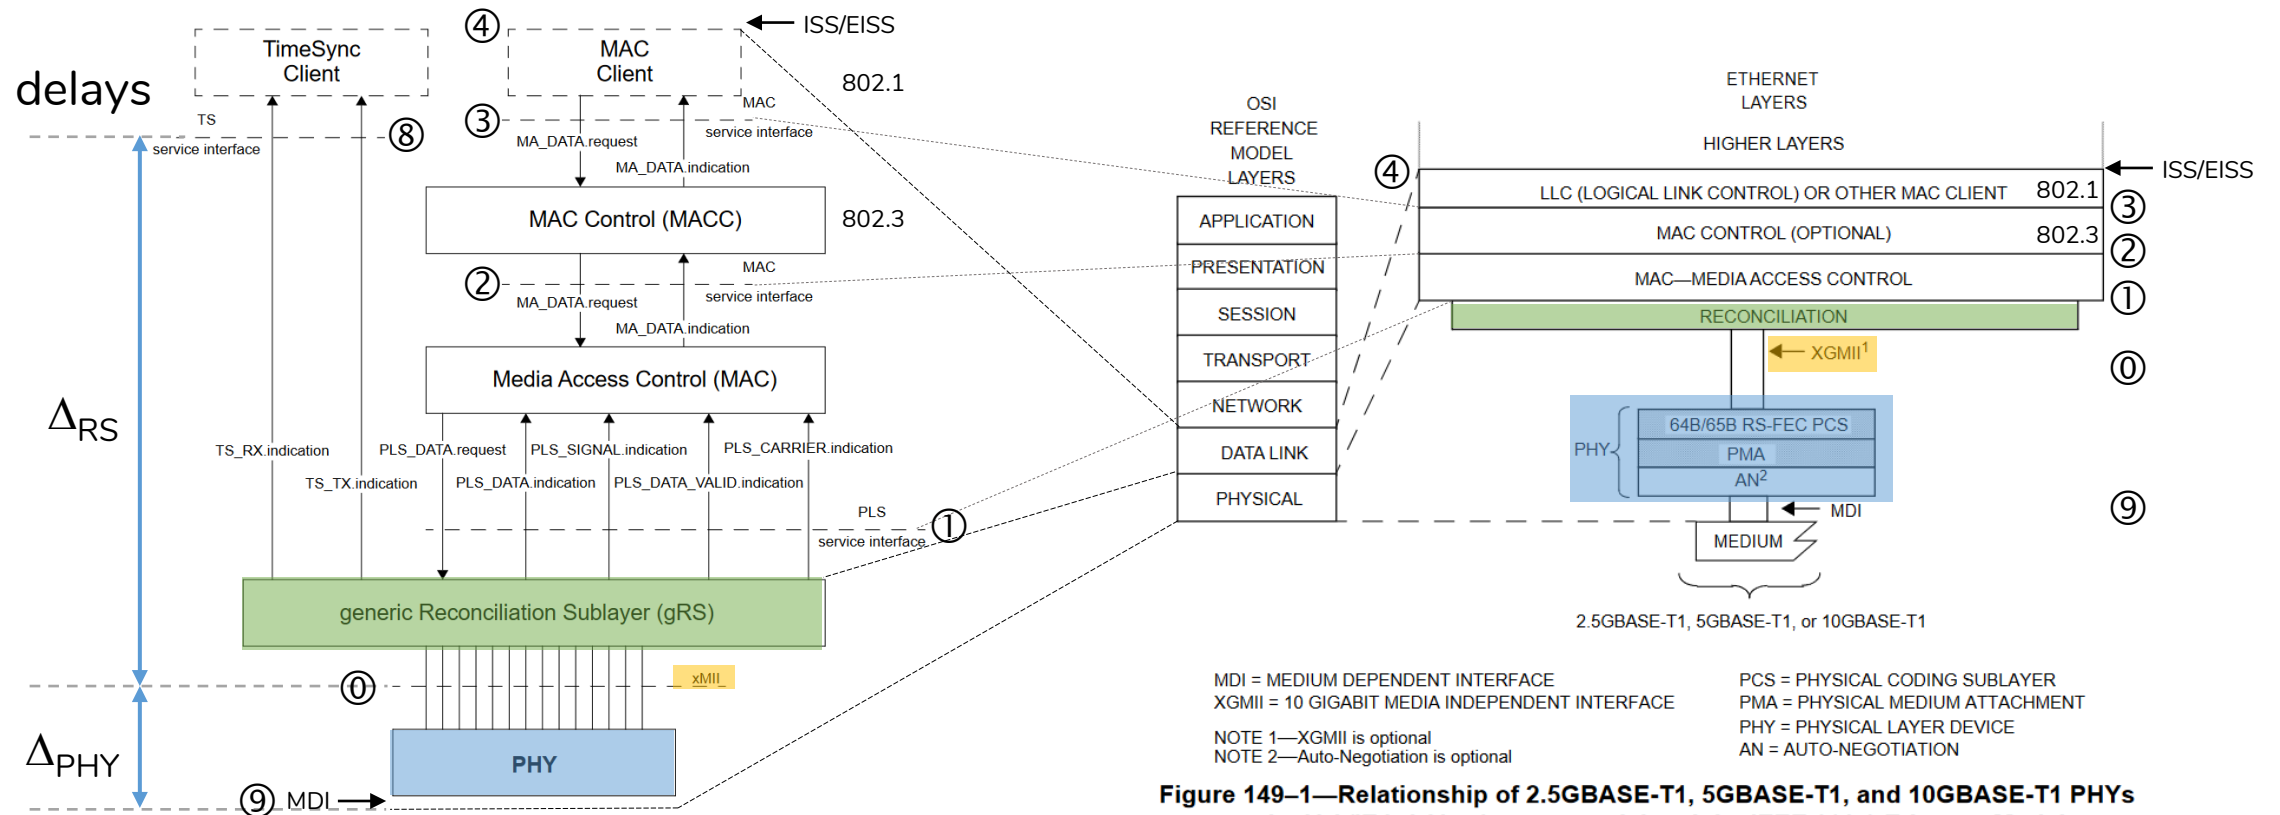 delays
TimeSync
Client
④
MAC
Client
ISS/EISS
802.1
TS
service interface
⑧
③
MAC
service interface
MA_DATA.request
MA_DATA.indication
MAC Control (MACC)
802.3
②
MAC
service interface
MA_DATA.request
MA_DATA.indication
Media Access Control (MAC)
ΔRS
TS_RX.indication
TS_TX.indication
PLS_DATA.request
PLS_SIGNAL.indication
PLS_CARRIER.indication
PLS_DATA.indication
PLS_DATA_VALID.indication
PLS
service interface
①
generic Reconciliation Sublayer (gRS)
⓪
xMII
ΔPHY
PHY
⑨ MDI
OSI
REFERENCE
MODEL
LAYERS
APPLICATION
PRESENTATION
SESSION
TRANSPORT
NETWORK
DATA LINK
PHYSICAL
ETHERNET
LAYERS
HIGHER LAYERS
④
ISS/EISS
LLC (LOGICAL LINK CONTROL) OR OTHER MAC CLIENT 802.1
③
MAC CONTROL (OPTIONAL) 802.3
②
MAC—MEDIA ACCESS CONTROL
①
RECONCILIATION
XGMII1
⓪
PHY
64B/65B RS-FEC PCS
PMA
AN2
MDI
⑨
MEDIUM
2.5GBASE-T1, 5GBASE-T1, or 10GBASE-T1
MDI = MEDIUM DEPENDENT INTERFACE
XGMII = 10 GIGABIT MEDIA INDEPENDENT INTERFACE
NOTE 1—XGMII is optional
NOTE 2—Auto-Negotiation is optional
PCS = PHYSICAL CODING SUBLAYER
PMA = PHYSICAL MEDIUM ATTACHMENT
PHY = PHYSICAL LAYER DEVICE
AN = AUTO-NEGOTIATION
Figure 149–1—Relationship of 2.5GBASE-T1, 5GBASE-T1, and 10GBASE-T1 PHYs